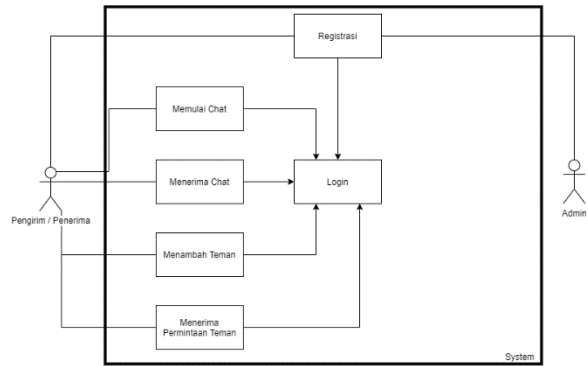 Registrasi
Memulai Chat
Menerima Chat
Login
Pengirim / Penerima
Admin
Menambah Teman
Menerima
Permintaan Teman
System